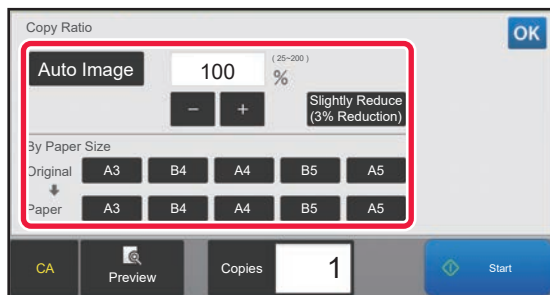 Copy Ratio
OK
Auto Image
100
(25~200)
%
−
+
Slightly Reduce
(3% Reduction)
By Paper Size
Original
A3 B4 A4 B5 A5
Paper
A3 B4 A4 B5 A5
CA
Preview
Copies
1
Start